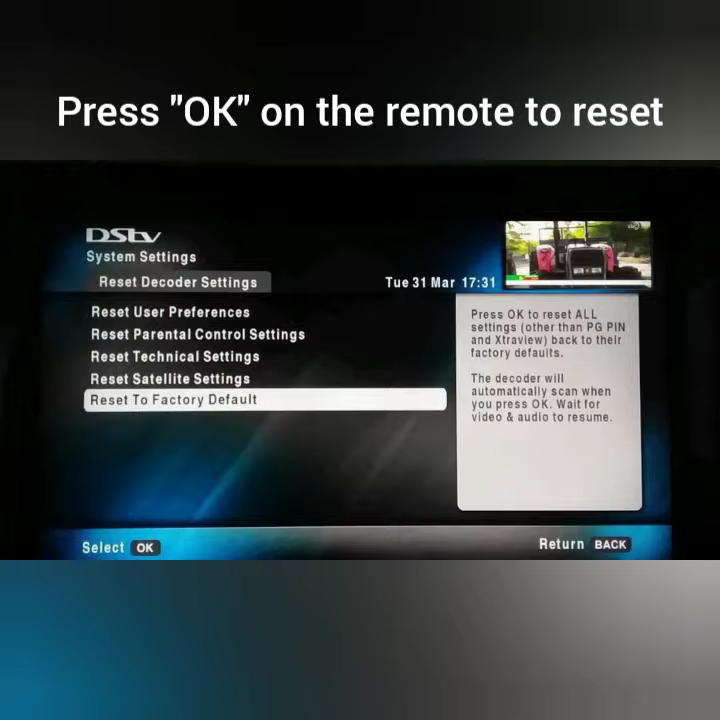 Press "OK" on the remote to reset
DStv
System Settings
Reset Decoder Settings
Tue 31 Mar 17:31
Reset User Preferences
Reset Parental Control Settings
Reset Technical Settings
Reset Satellite Settings
Reset To Factory Default
Press OK to reset ALL
settings (other than PG PIN
and Xtraview) back to their
factory defaults.
The decoder will
automatically scan when
you press OK. Wait for
video & audio to resume.
Select OK
Return BACK